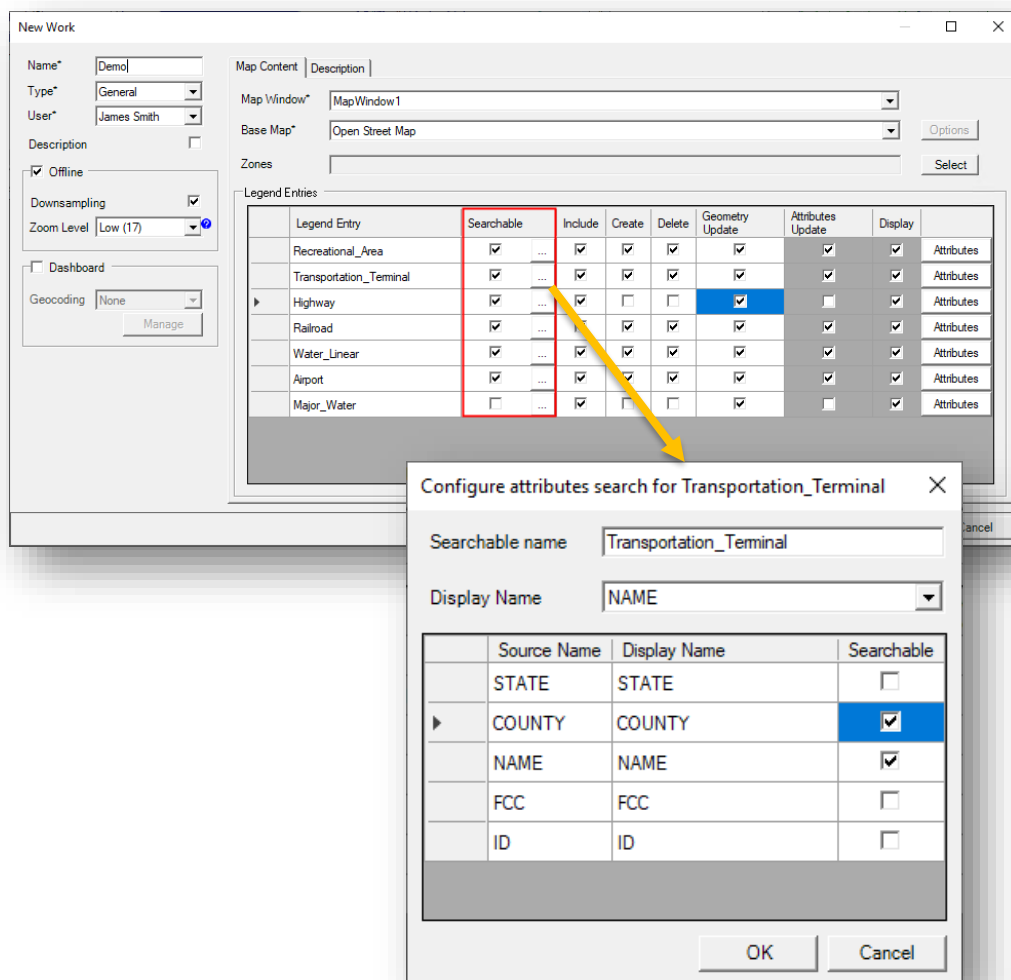 New Work
Name* Demo
Type* General
User* James Smith
Description
Offline
Downsampling
Zoom Level Low (17) ?
Dashboard
Geocoding None
Manage
Map Content Description
Map Window* MapWindow1
Base Map* Open Street Map Options
Zones Select
Legend Entries
Legend Entry Searchable Include Create Delete Geometry Update Attributes Update Display
Recreational_Area ... Attributes
Transportation_Terminal ... Attributes
Highway ... Attributes
Railroad ... Attributes
Water_Linear ... Attributes
Airport ... Attributes
Major_Water ... Attributes
Configure attributes search for Transportation_Terminal
Searchable name Transportation_Terminal
Display Name NAME
Source Name Display Name Searchable
STATE STATE
COUNTY COUNTY
NAME NAME
FCC FCC
ID ID
OK Cancel